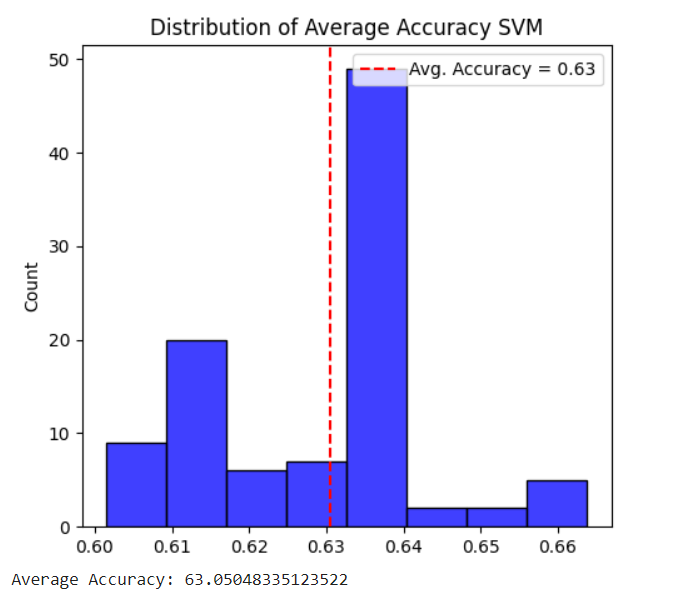 Distribution of Average Accuracy SVM
Avg. Accuracy = 0.63
Count
50
40
30
20
10
0
0.60 0.61 0.62 0.63 0.64 0.65 0.66
Average Accuracy: 63.05048335123522